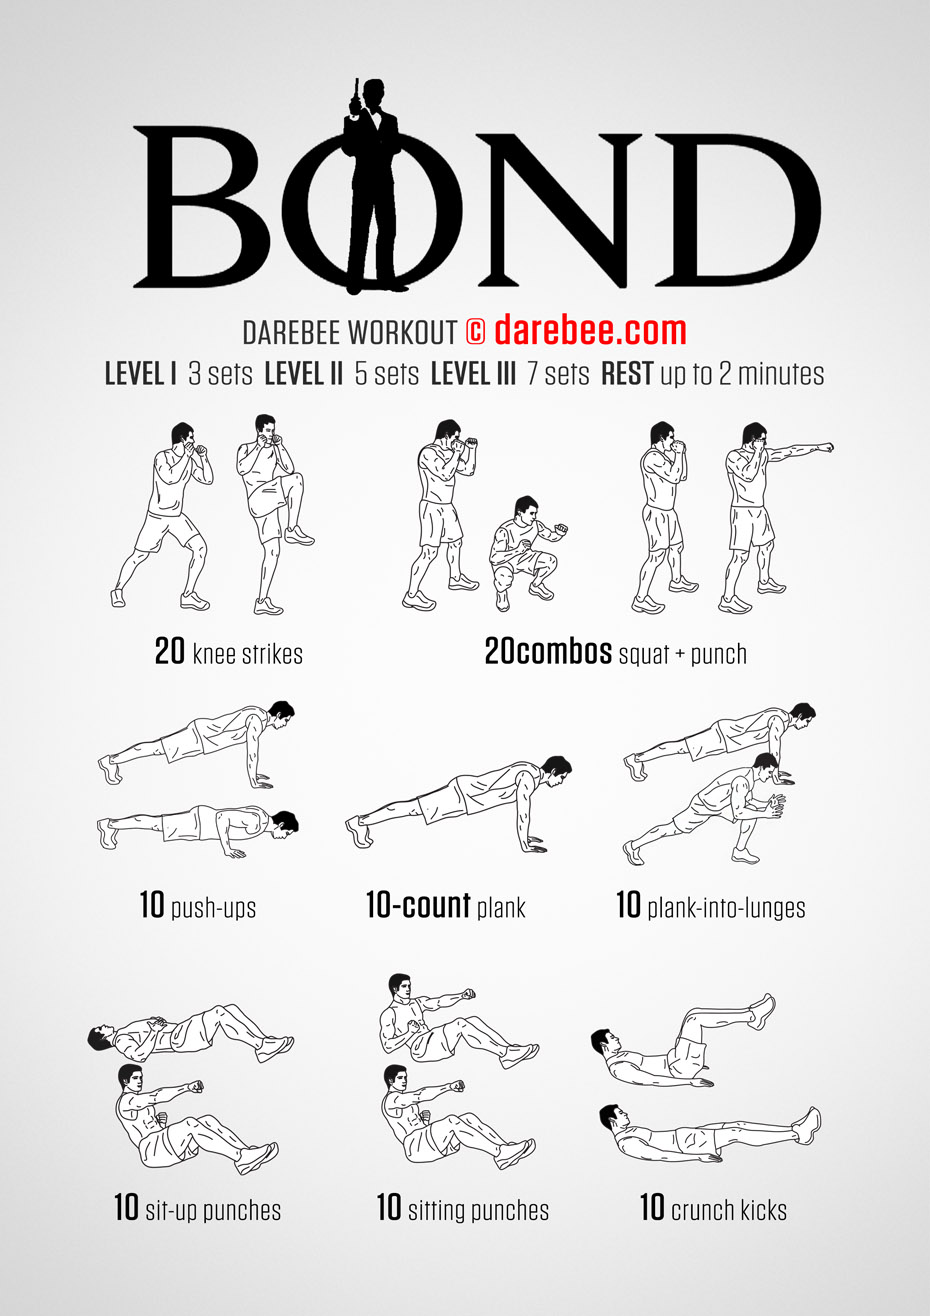 BOND
DAREBEE WORKOUT © darebee.com
LEVEL I 3 sets LEVEL II 5 sets LEVEL III 7 sets REST up to 2 minutes
20 knee strikes
20combos squat + punch
10 push-ups
10-count plank
10 plank-into-lunges
10 sit-up punches
10 sitting punches
10 crunch kicks